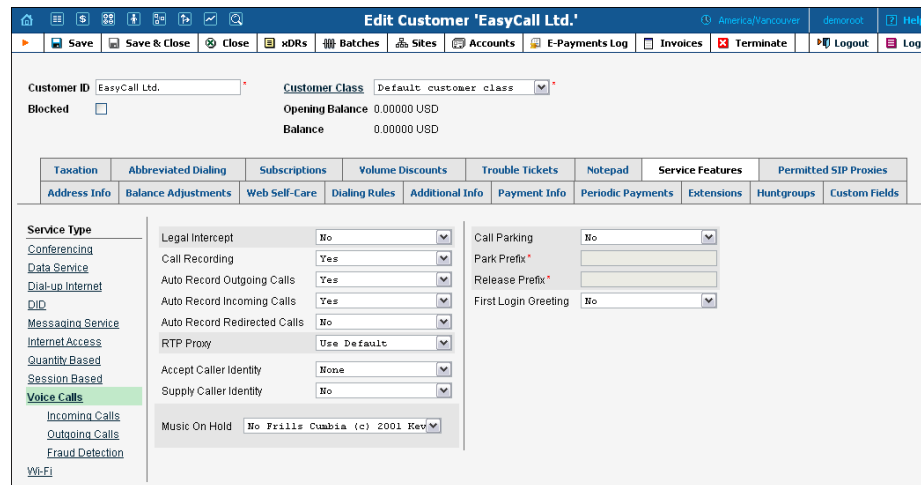 Edit Customer 'EasyCall Ltd.' America/Vancouver demoroot ? Help
Save Save & Close Close xDRs Batches Sites Accounts E-Payments Log Invoices Terminate Logout Log
Customer ID EasyCall Ltd. * Customer Class Default customer class *
Blocked Opening Balance 0.00000 USD
Balance 0.00000 USD
Taxation Abbreviated Dialing Subscriptions Volume Discounts Trouble Tickets Notepad Service Features Permitted SIP Proxies
Address Info Balance Adjustments Web Self-Care Dialing Rules Additional Info Payment Info Periodic Payments Extensions Huntgroups Custom Fields
Service Type
Conferencing
Data Service
Dial-up Internet
DID
Messaging Service
Internet Access
Quantity Based
Session Based
Voice Calls
Incoming Calls
Outgoing Calls
Fraud Detection
Wi-Fi
Legal Intercept No
Call Recording Yes
Auto Record Outgoing Calls Yes
Auto Record Incoming Calls Yes
Auto Record Redirected Calls No
RTP Proxy Use Default
Accept Caller Identity None
Supply Caller Identity No
Music On Hold No Frills Cumbia (c) 2001 Kev
Call Parking No
Park Prefix *
Release Prefix *
First Login Greeting No